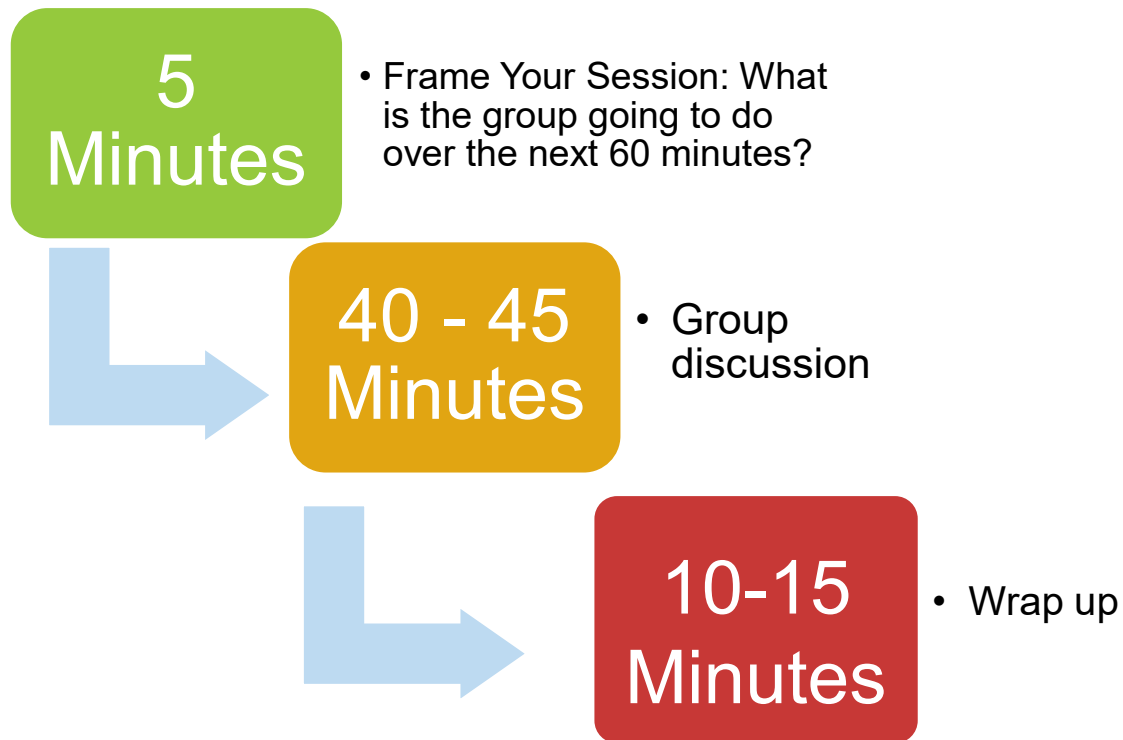 5
Minutes
• Frame Your Session: What
is the group going to do
over the next 60 minutes?
40 - 45
Minutes
• Group
discussion
10-15
Minutes
• Wrap up